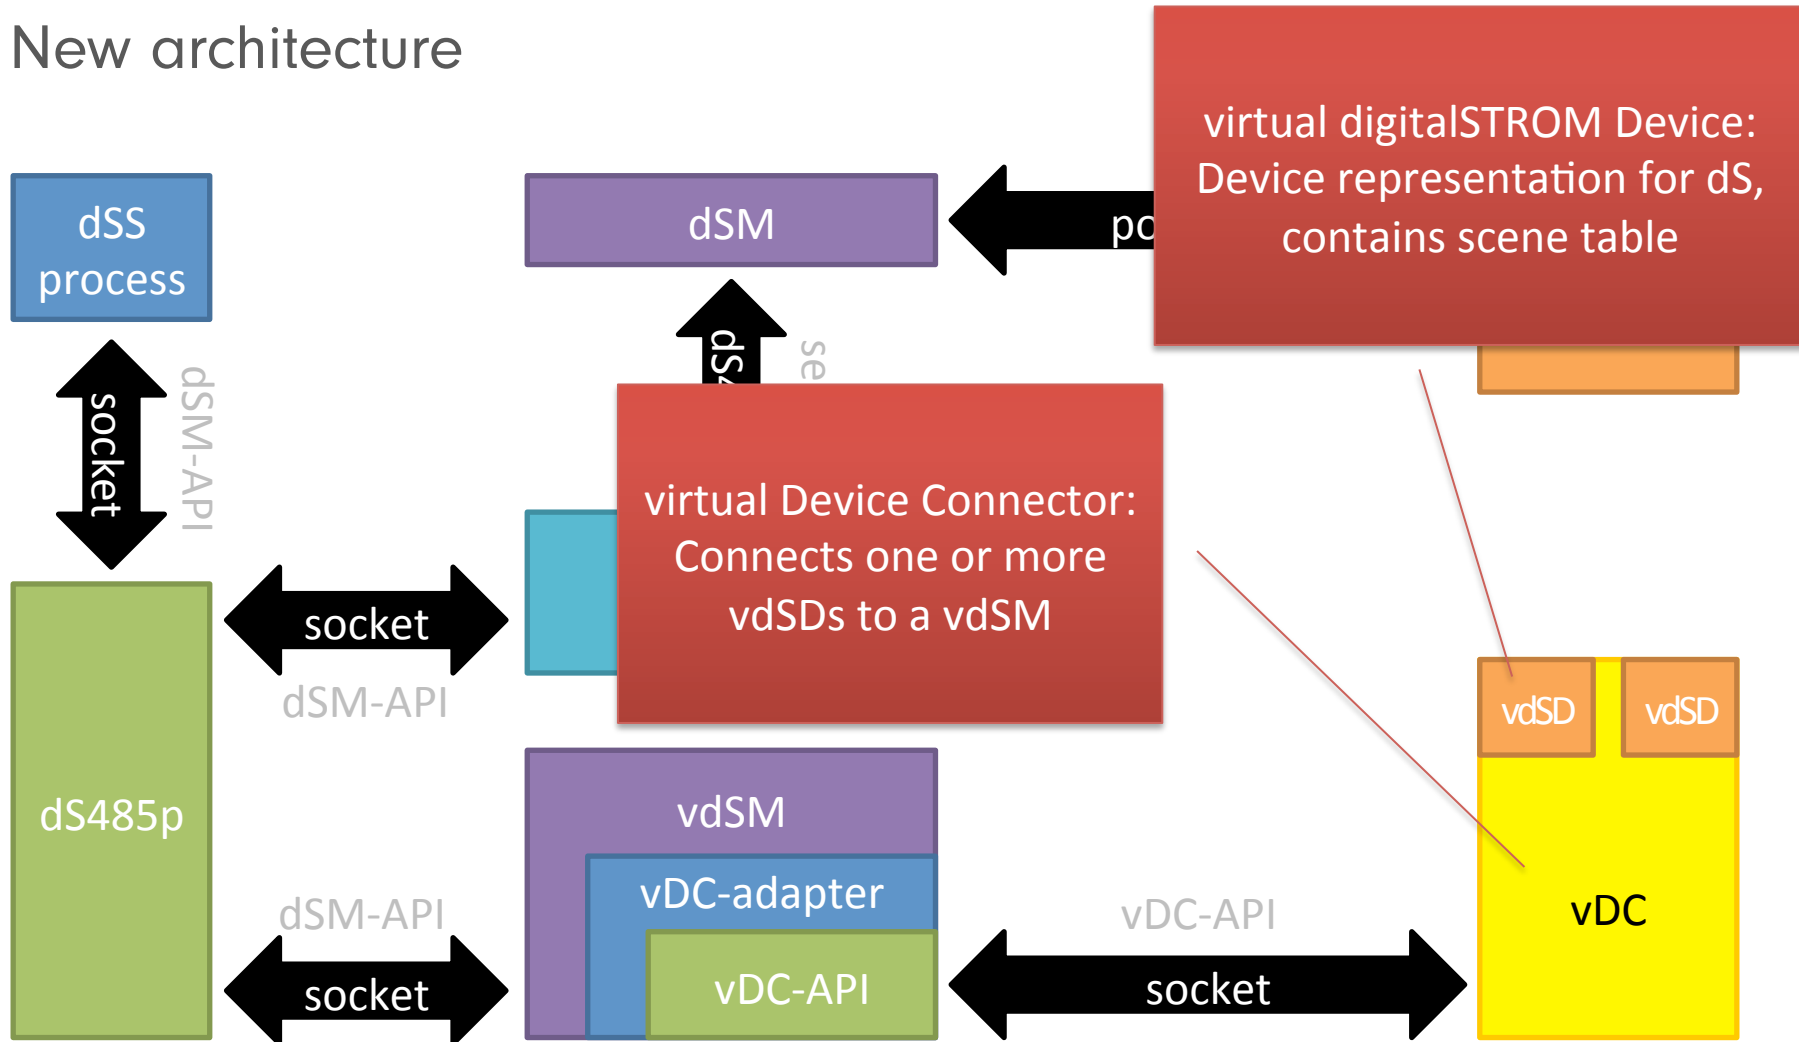 New architecture
virtual digitalSTROM Device:
Device representation for dS,
contains scene table
dSS
process
dSM
socket
dSM-API
virtual Device Connector:
Connects one or more
vdSDs to a vdSM
socket
dSM-API
vdSD
vdSD
dS485p
vdSM
vDC-adapter
vDC-API
dSM-API
socket
vDC-API
socket
vDC